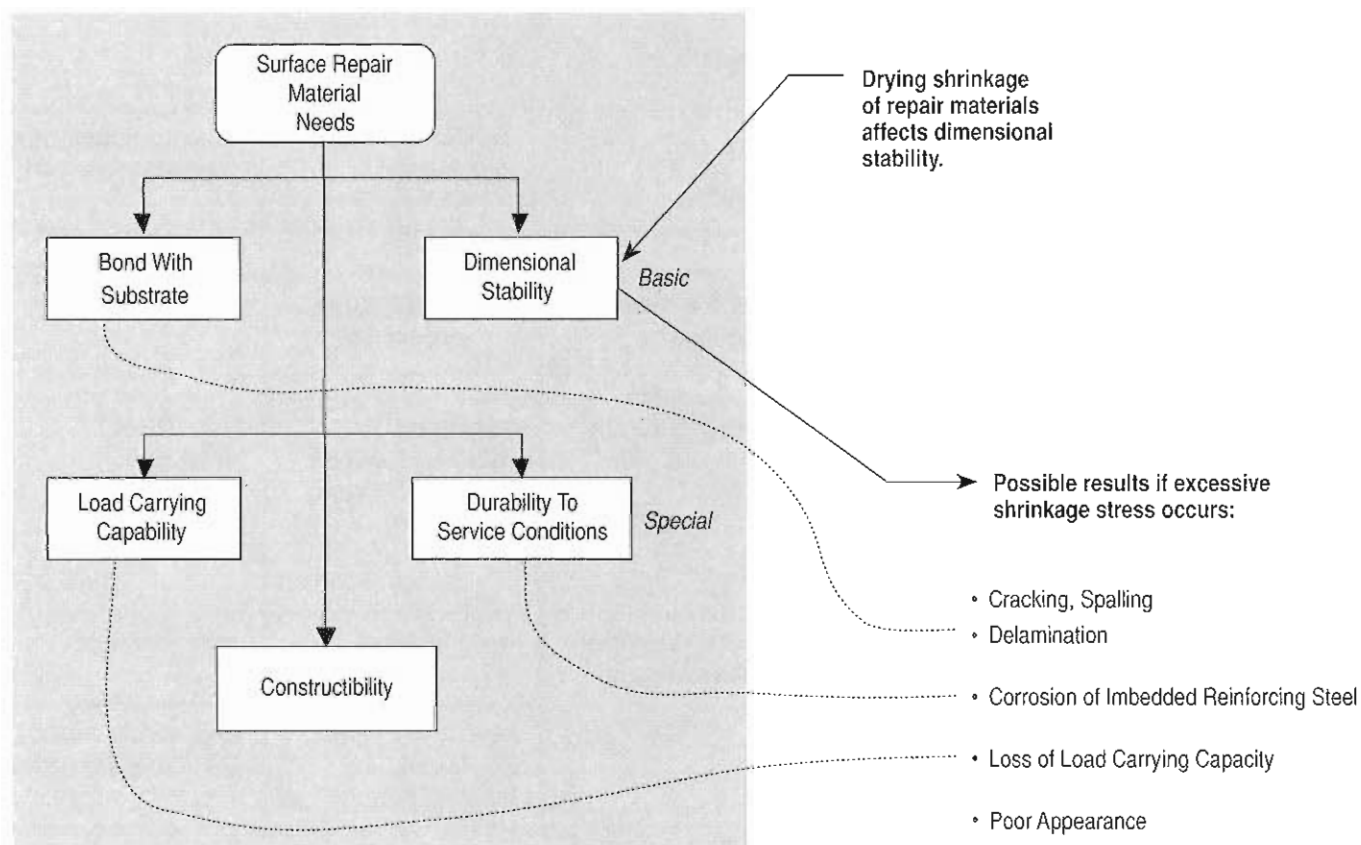 Surface Repair
Material
Needs
Drying shrinkage
of repair materials
affects dimensional
stability.
Bond With
Substrate
Dimensional
Stability
Basic
Load Carrying
Capability
Durability To
Service Conditions
Special
Possible results if excessive
shrinkage stress occurs:
Constructibility
• Cracking, Spalling
• Delamination
• Corrosion of Imbedded Reinforcing Steel
• Loss of Load Carrying Capacity
• Poor Appearance